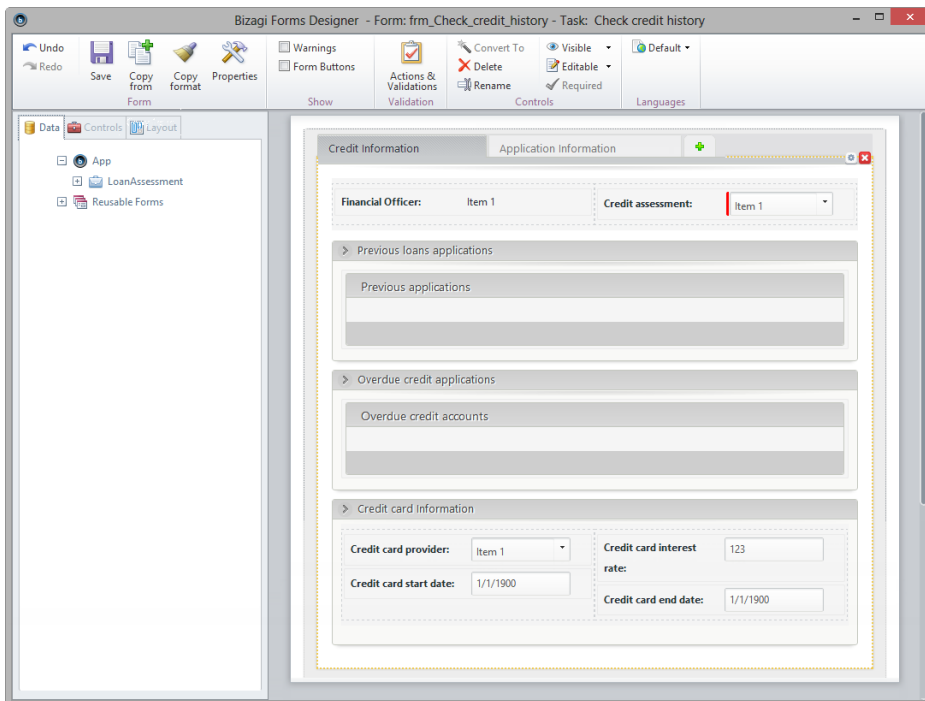 Bizagi Forms Designer - Form: frm_Check_credit_history - Task: Check credit history
Undo
Redo
Save
Copy from
Copy format
Properties
Form
Warnings
Form Buttons
Show
Actions & Validations
Validation
Convert To
Delete
Rename
Visible
Editable
Required
Controls
Default
Languages
Data Controls Layout
App
LoanAssessment
Reusable Forms
Credit Information Application Information
Financial Officer: Item 1 Credit assessment: Item 1
Previous loans applications
Previous applications
Overdue credit applications
Overdue credit accounts
Credit card Information
Credit card provider: Item 1
Credit card interest rate: 123
Credit card start date: 1/1/1900
Credit card end date: 1/1/1900